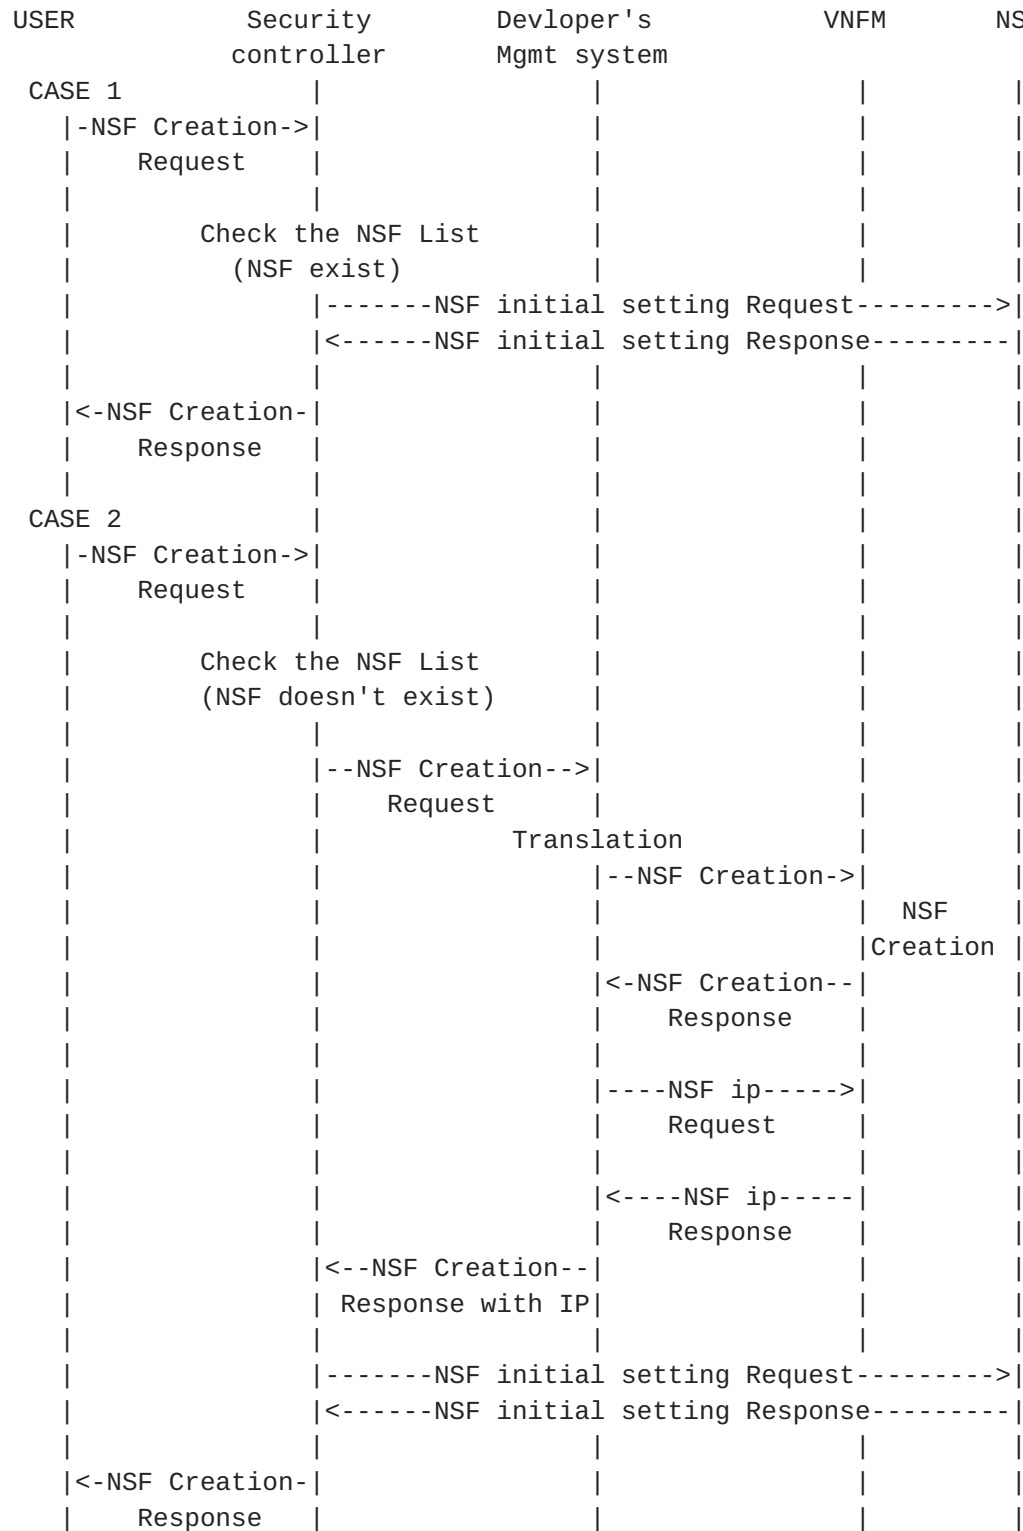 USER         Security        Devloper's           VNFM       NS
              controller       Mgmt system
 CASE 1            |                 |                |         |
   |-NSF Creation->|                 |                |         |
   |    Request    |                 |                |         |
   |               |                 |                |         |
   |        Check the NSF List       |                |         |
   |          (NSF exist)            |                |         |
   |               |-------NSF initial setting Request--------->|
   |               |<------NSF initial setting Response---------|
   |               |                 |                |         |
   |<-NSF Creation-|                 |                |         |
   |    Response   |                 |                |         |
   |               |                 |                |         |
 CASE 2            |                 |                |         |
   |-NSF Creation->|                 |                |         |
   |    Request    |                 |                |         |
   |               |                 |                |         |
   |        Check the NSF List       |                |         |
   |        (NSF doesn't exist)      |                |         |
   |               |                 |                |         |
   |               |--NSF Creation-->|                |         |
   |               |    Request      |                |         |
   |               |            Translation           |         |
   |               |                 |--NSF Creation->|         |
   |               |                 |                |  NSF    |
   |               |                 |                |Creation |
   |               |                 |<-NSF Creation--|         |
   |               |                 |    Response    |         |
   |               |                 |                |         |
   |               |                 |----NSF ip----->|         |
   |               |                 |    Request     |         |
   |               |                 |                |         |
   |               |                 |<----NSF ip-----|         |
   |               |                 |    Response    |         |
   |               |<--NSF Creation--|                |         |
   |               | Response with IP|                |         |
   |               |                 |                |         |
   |               |-------NSF initial setting Request--------->|
   |               |<------NSF initial setting Response---------|
   |               |                 |                |         |
   |<-NSF Creation-|                 |                |         |
   |    Response   |                 |                |         |